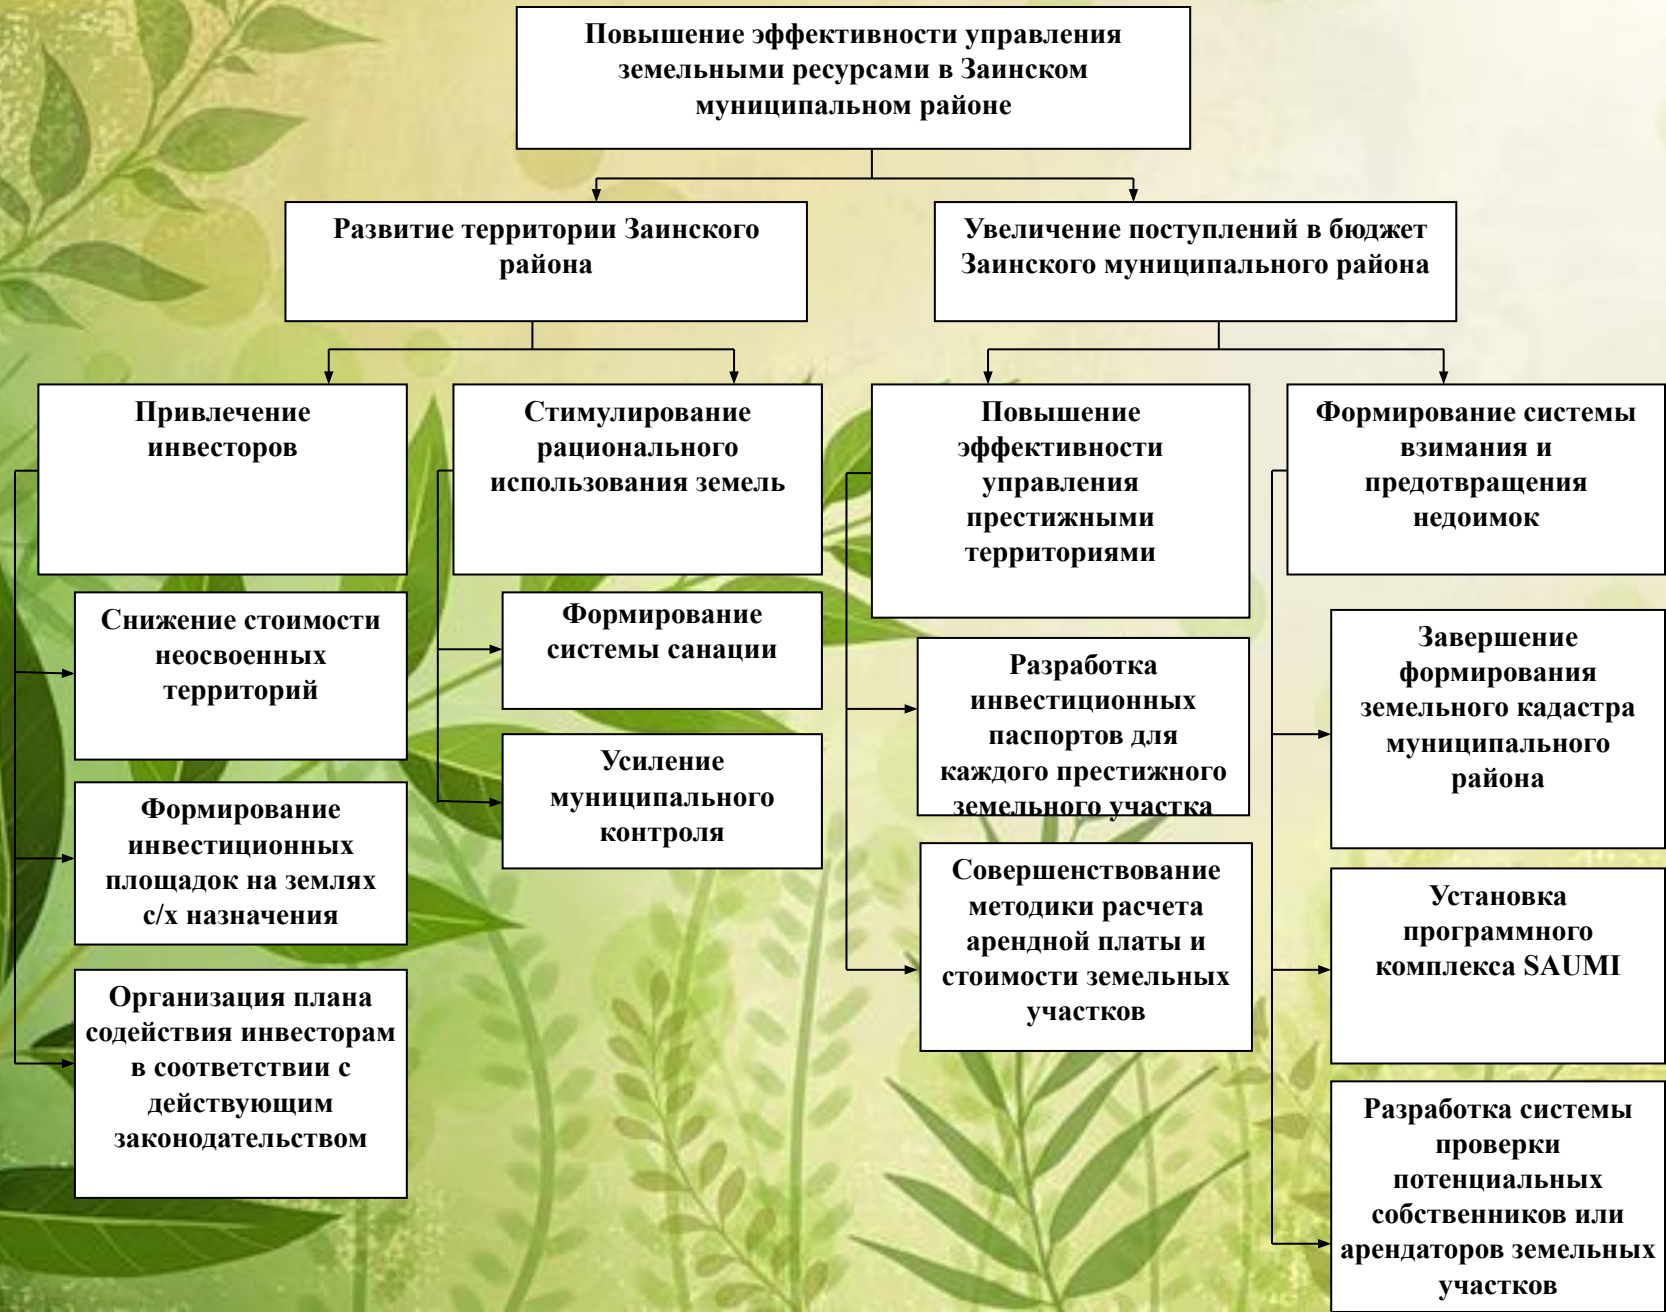 Повышение эффективности управления
земельными ресурсами в Заинском
муниципальном районе
Развитие территории Заинского
района
Увеличение поступлений в бюджет
Заинского муниципального района
Привлечение
инвесторов
Стимулирование
рационального
использования земель
Повышение
эффективности
управления
престижными
территориями
Формирование системы
взимания и
предотвращения
недоимок
Снижение стоимости
неосвоенных
территорий
Формирование
инвестиционных
площадок на землях
с/х назначения
Организация плана
содействия инвесторам
в соответствии с
действующим
законодательством
Формирование
системы санации
Усиление
муниципального
контроля
Разработка
инвестиционных
паспортов для
каждого престижного
земельного участка
Совершенствование
методики расчета
арендной платы и
стоимости земельных
участков
Завершение
формирования
земельного кадастра
муниципального
района
Установка
программного
комплекса SAUMI
Разработка системы
проверки
потенциальных
собственников или
арендаторов земельных
участков